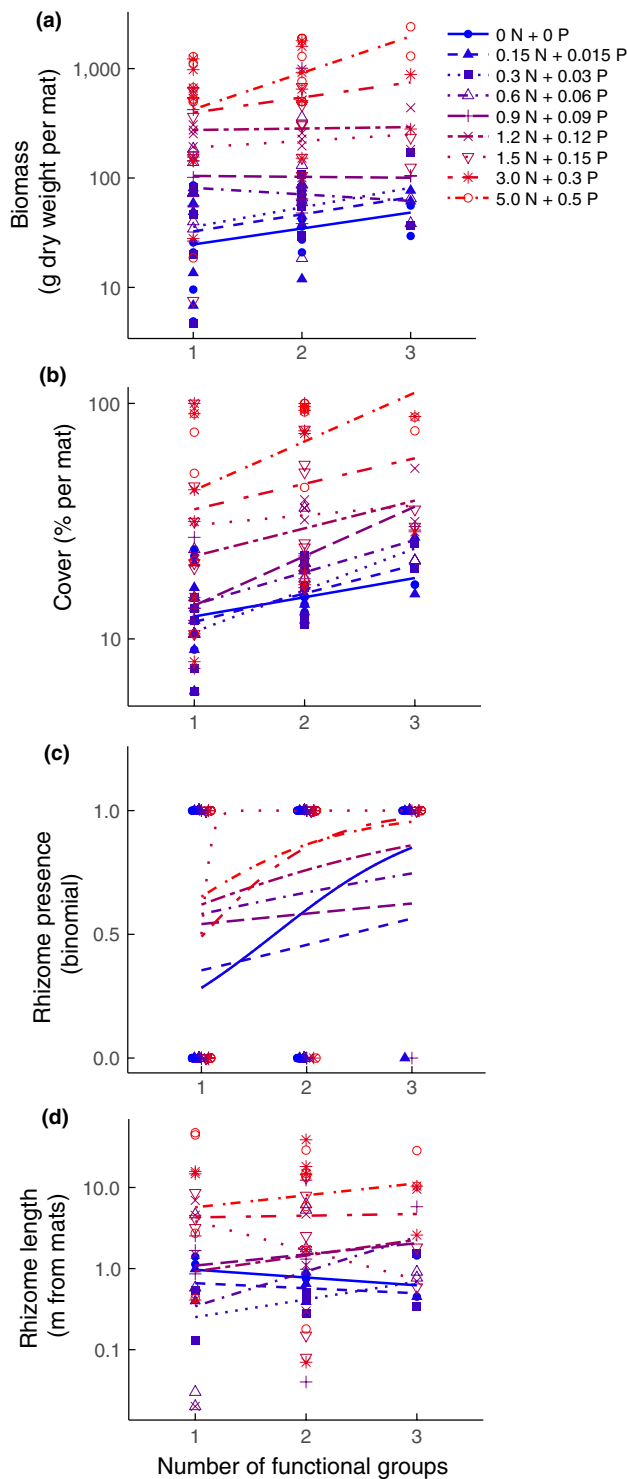 (a)
1,000
100
10
Biomass
(g dry weight per mat)
1
2
3
0 N + 0 P
0.15 N + 0.015 P
0.3 N + 0.03 P
0.6 N + 0.06 P
0.9 N + 0.09 P
1.2 N + 0.12 P
1.5 N + 0.15 P
3.0 N + 0.3 P
5.0 N + 0.5 P
(b)
100
10
Cover (% per mat)
1
2
3
(c)
1.0
0.5
0.0
Rhizome presence
(binomial)
1
2
3
(d)
10.0
1.0
0.1
Rhizome length
(m from mats)
1
2
3
Number of functional groups